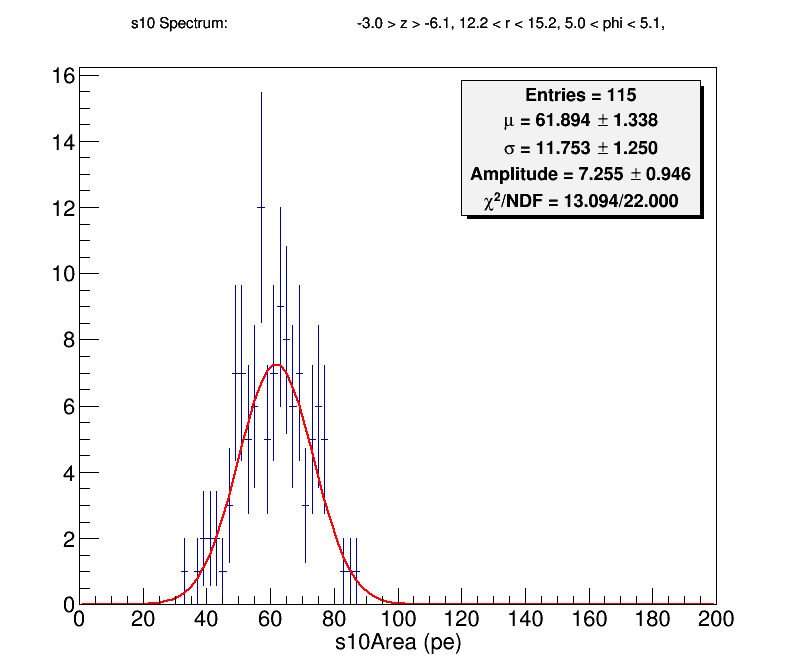 s10 Spectrum: -3.0 > z > -6.1, 12.2 < r < 15.2, 5.0 < phi < 5.1,
Entries = 115
μ = 61.894 ± 1.338
σ = 11.753 ± 1.250
Amplitude = 7.255 ± 0.946
χ²/NDF = 13.094/22.000
16
14
12
10
8
6
4
2
0
0 20 40 60 80 100 120 140 160 180 200
s10Area (pe)